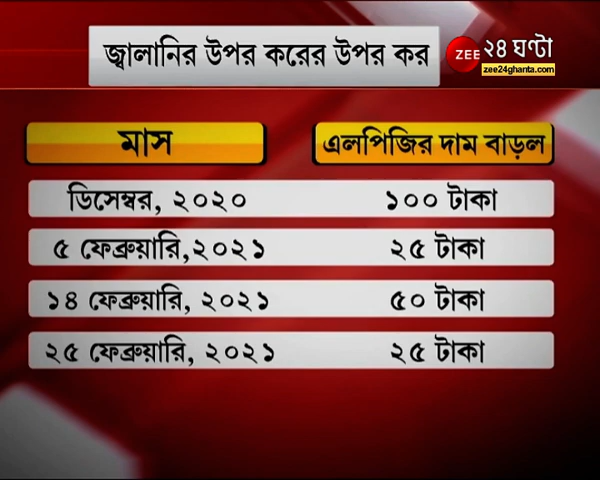 জ্বালানির উপর করের উপর কর
ZEE ২৪ ঘণ্টা
zee24ghanta.com
মাস এলপিজির দাম বাড়ল
ডিসেম্বর, ২০২০ ১০০ টাকা
৫ ফেব্রুয়ারি,২০২১ ২৫ টাকা
১৪ ফেব্রুয়ারি, ২০২১ ৫০ টাকা
২৫ ফেব্রুয়ারি, ২০২১ ২৫ টাকা